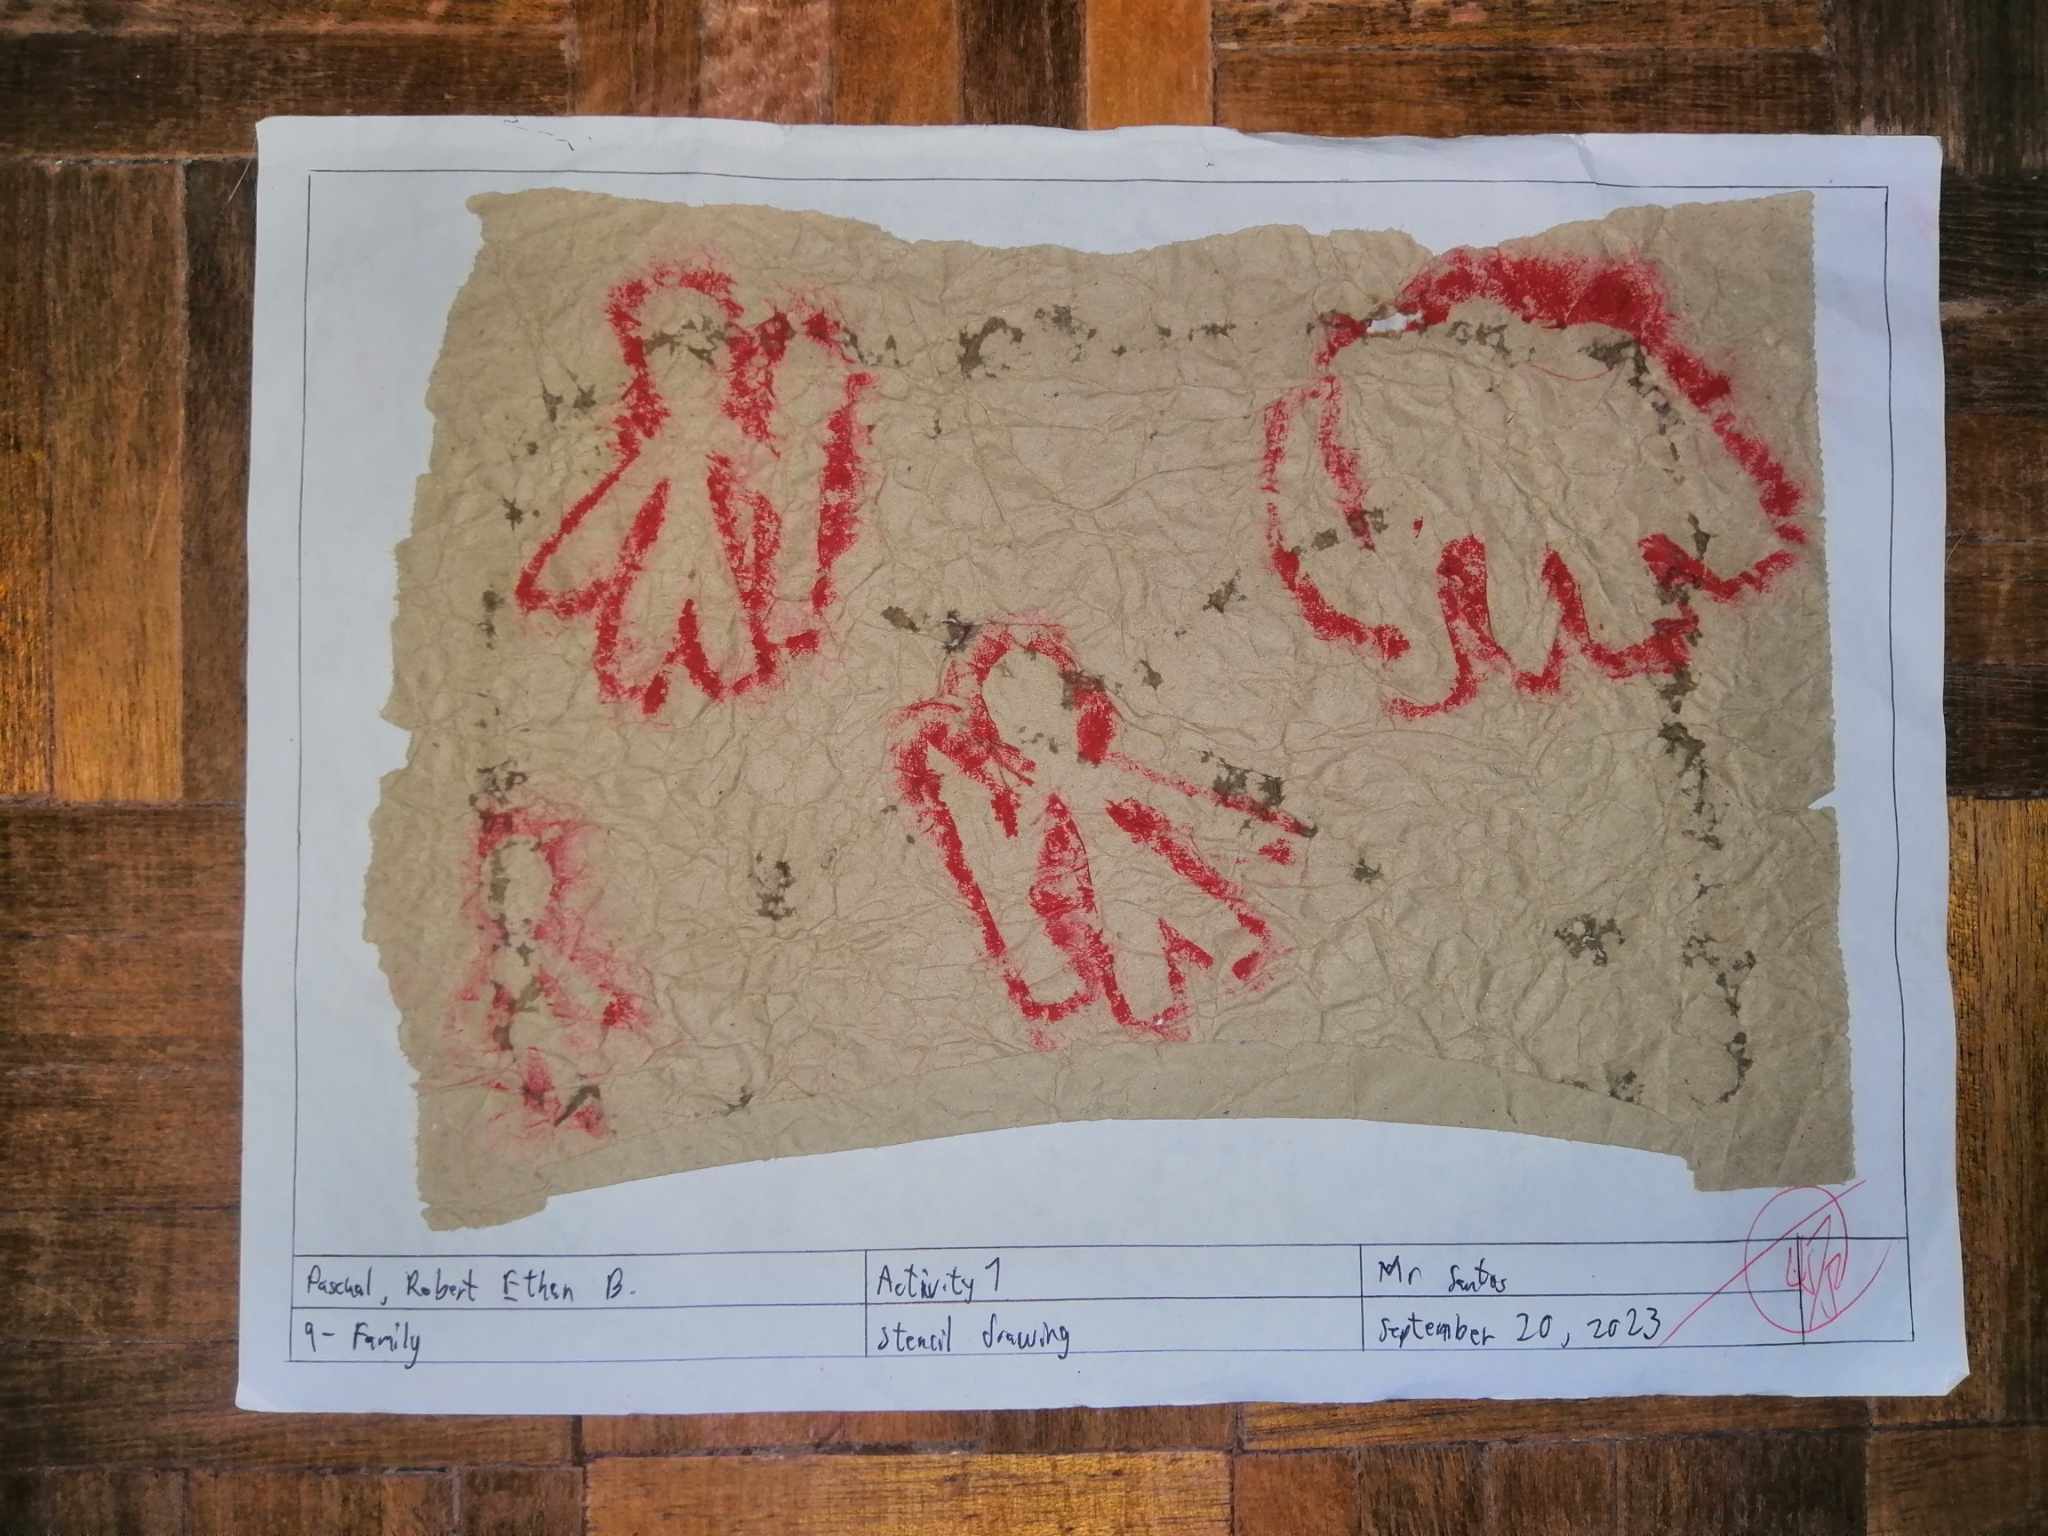 Paschal, Robert Ethan B.
Activity 1
Mr Santos
9- Family
stencil drawing
September 20, 2023